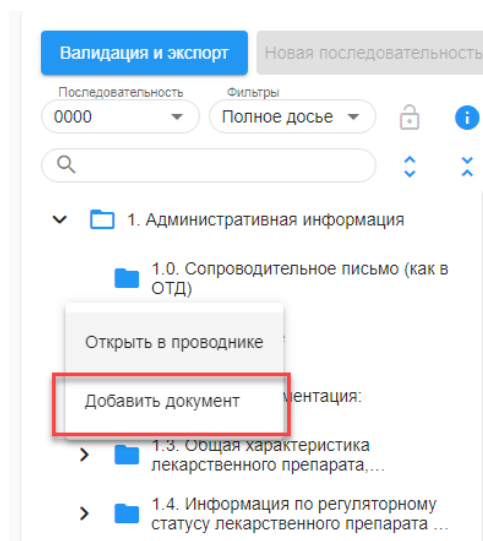 Валидация и экспорт
Новая последовательность
Последовательность
Фильтры
0000
Полное досье
1. Административная информация
1.0. Сопроводительное письмо (как в
ОТД)
Открыть в проводнике
Добавить документ
ментация:
1.3. Общая характеристика
лекарственного препарата,...
1.4. Информация по регуляторному
статусу лекарственного препарата ...